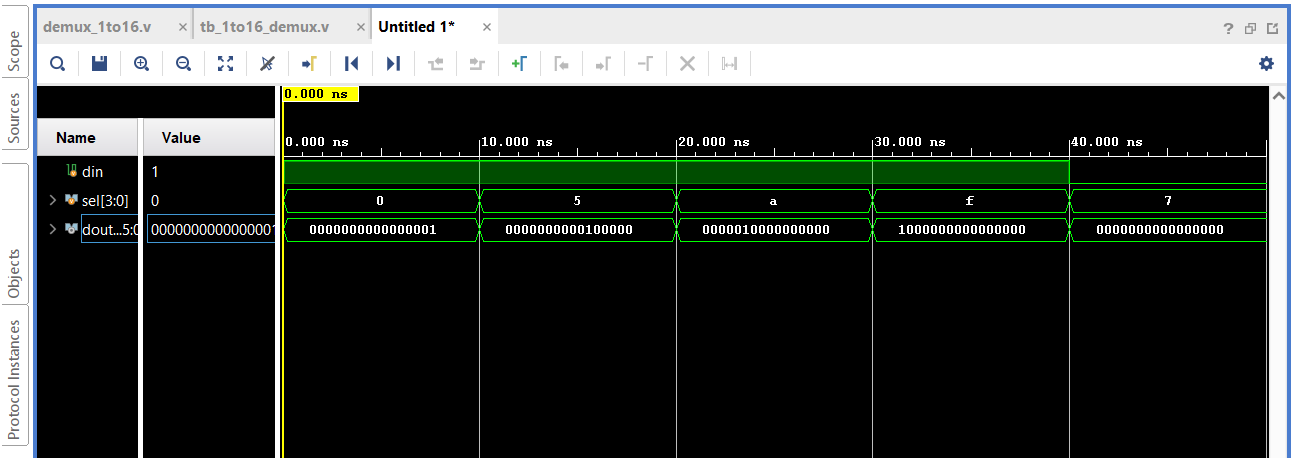 demux_1to16.v × tb_1to16_demux.v × Untitled 1* ×
?
Scope
Sources
Objects
Protocol Instances
0.000 ns
Name Value
0.000 ns 10.000 ns 20.000 ns 30.000 ns 40.000 ns
din 1
sel[3:0] 0 0 5 a f 7
dout...5:0 0000000000000001 0000000000000001 0000000000100000 0000010000000000 1000000000000000 0000000000000000